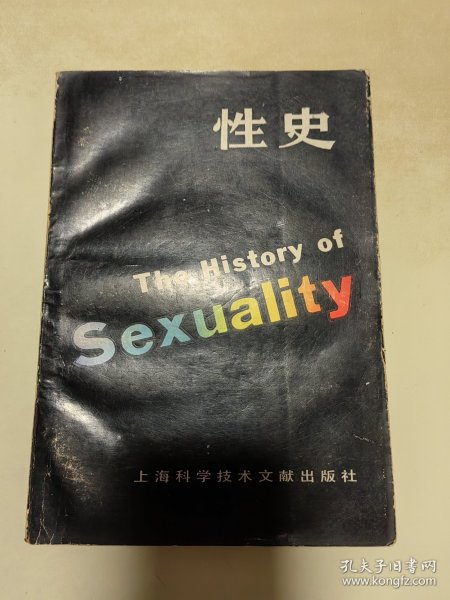 性史
The History of
Sexuality
上海科学技术文献出版社
孔夫子旧书网
www.kongfz.com